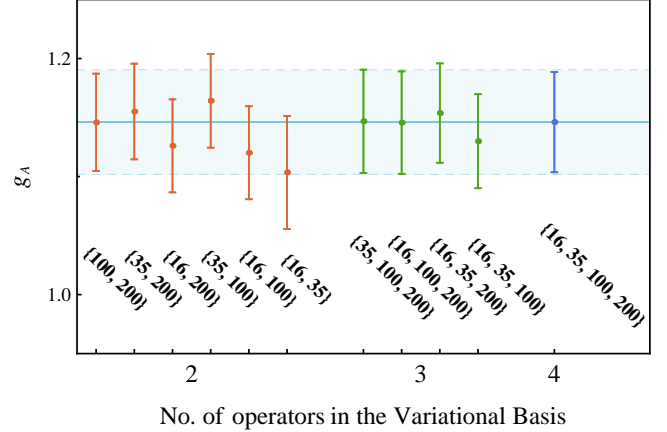 1.2
g_A
1.0
{100, 200}
{35, 200}
{16, 200}
{35, 100}
{16, 100}
{16, 35}
{35, 100, 200}
{16, 100, 200}
{16, 35, 200}
{16, 35, 100}
{16, 35, 100, 200}
2 3 4
No. of operators in the Variational Basis